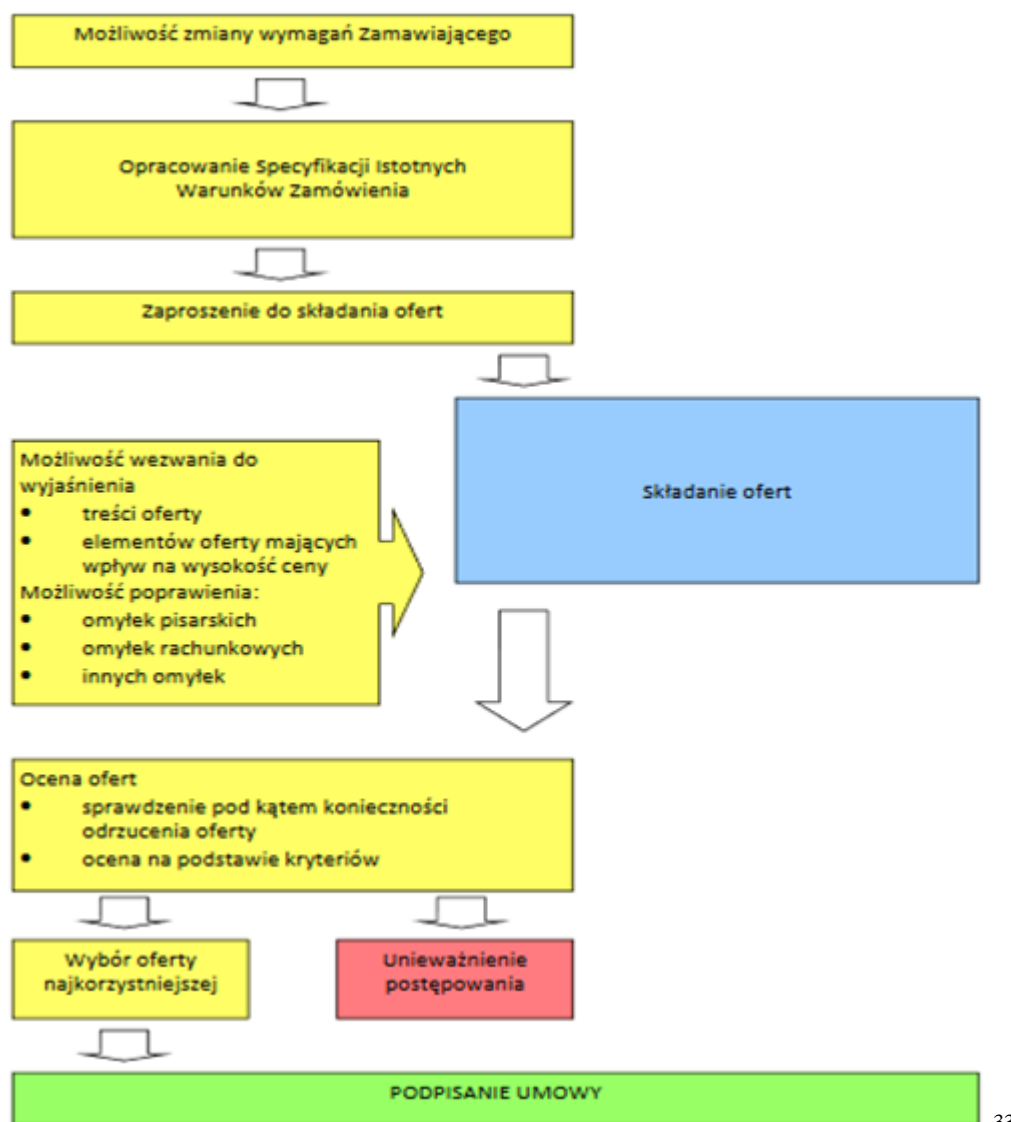 Możliwość zmiany wymagań Zamawiającego
Opracowanie Specyfikacji Istotnych
Warunków Zamówienia
Zaproszenie do składania ofert
Składanie ofert
Możliwość wezwania do
wyjaśnienia
• treści oferty
• elementów oferty mających
wpływ na wysokość ceny
Możliwość poprawienia:
• omyłek pisarskich
• omyłek rachunkowych
• innych omyłek
Ocena ofert
• sprawdzenie pod kątem konieczności
odrzucenia oferty
• ocena na podstawie kryteriów
Wybór oferty
najkorzystniejszej
Unieważnienie
postępowania
PODPISANIE UMOWY